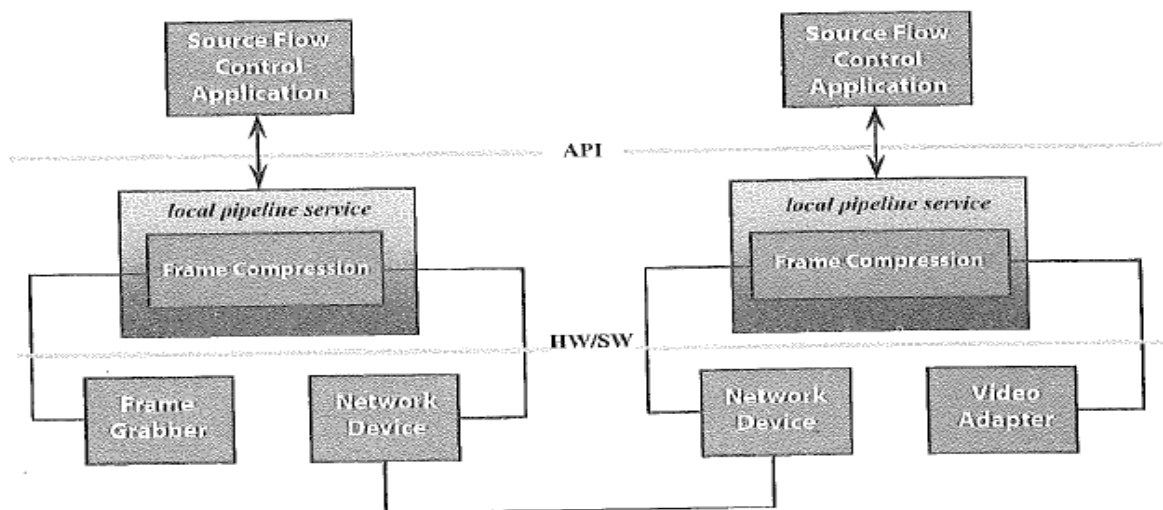 Source Flow
Control
Application
Source Flow
Control
Application
API
local pipeline service
Frame Compression
local pipeline service
Frame Compression
HW/SW
Frame
Grabber
Network
Device
Network
Device
Video
Adapter